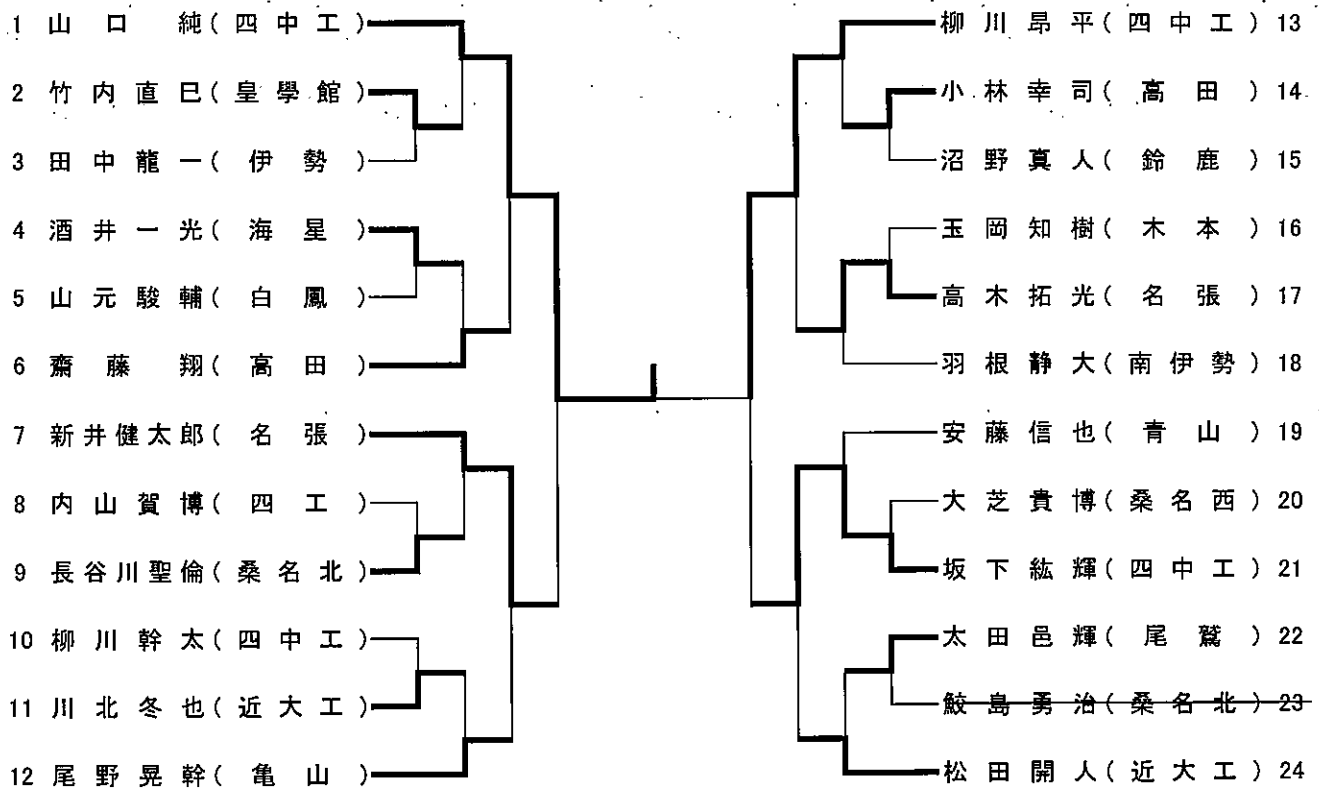 1 山口 純(四中工)
2 竹内直巳(皇學館)
3 田中龍一(伊勢)
4 酒井一光(海星)
5 山元駿輔(白鳳)
6 齋藤 翔(高田)
7 新井健太郎(名張)
8 内山賀博(四工)
9 長谷川聖倫(桑名北)
10 柳川幹太(四中工)
11 川北冬也(近大工)
12 尾野晃幹(亀山)
柳川昂平(四中工) 13
小林幸司(高田) 14
沼野真人(鈴鹿) 15
玉岡知樹(木本) 16
高木拓光(名張) 17
羽根静大(南伊勢) 18
安藤信也(青山) 19
大芝貴博(桑名西) 20
坂下紘輝(四中工) 21
太田邑輝(尾鷲) 22
鮫島勇治(桑名北) 23
松田開人(近大工) 24